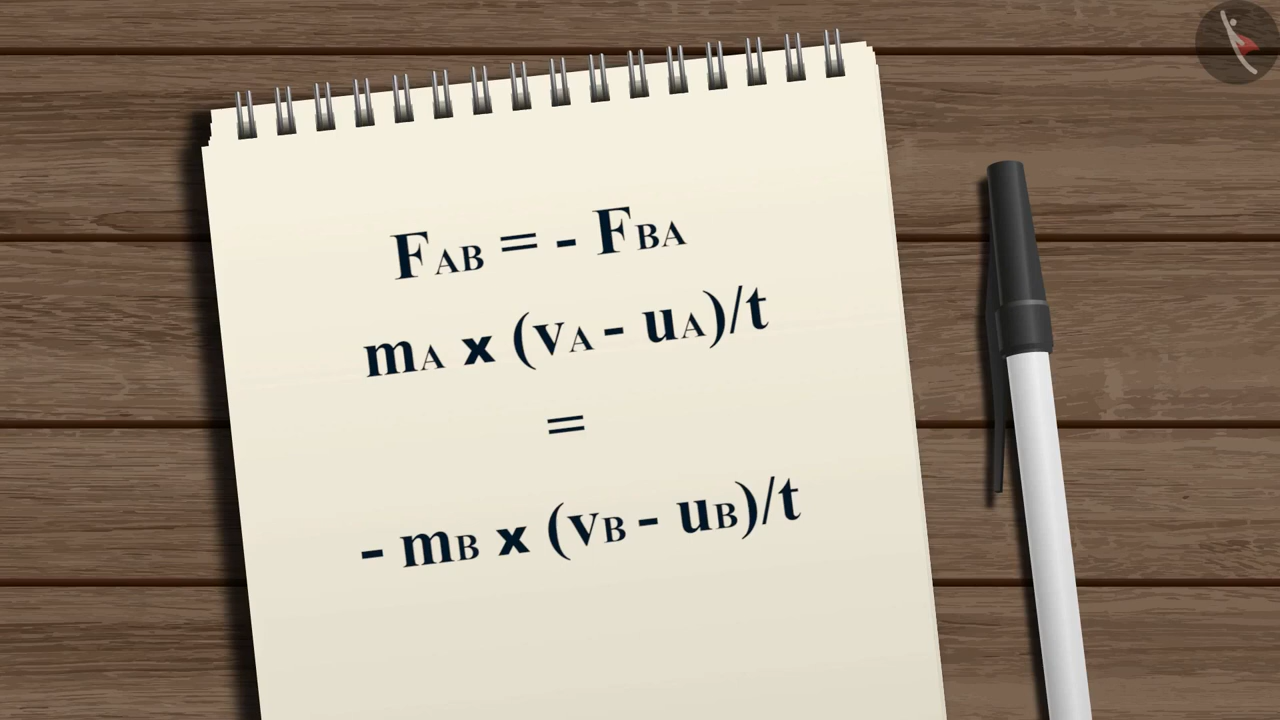 FAB = - FBA
mA x (vA - uA)/t
=
- mB x (vB - uB)/t